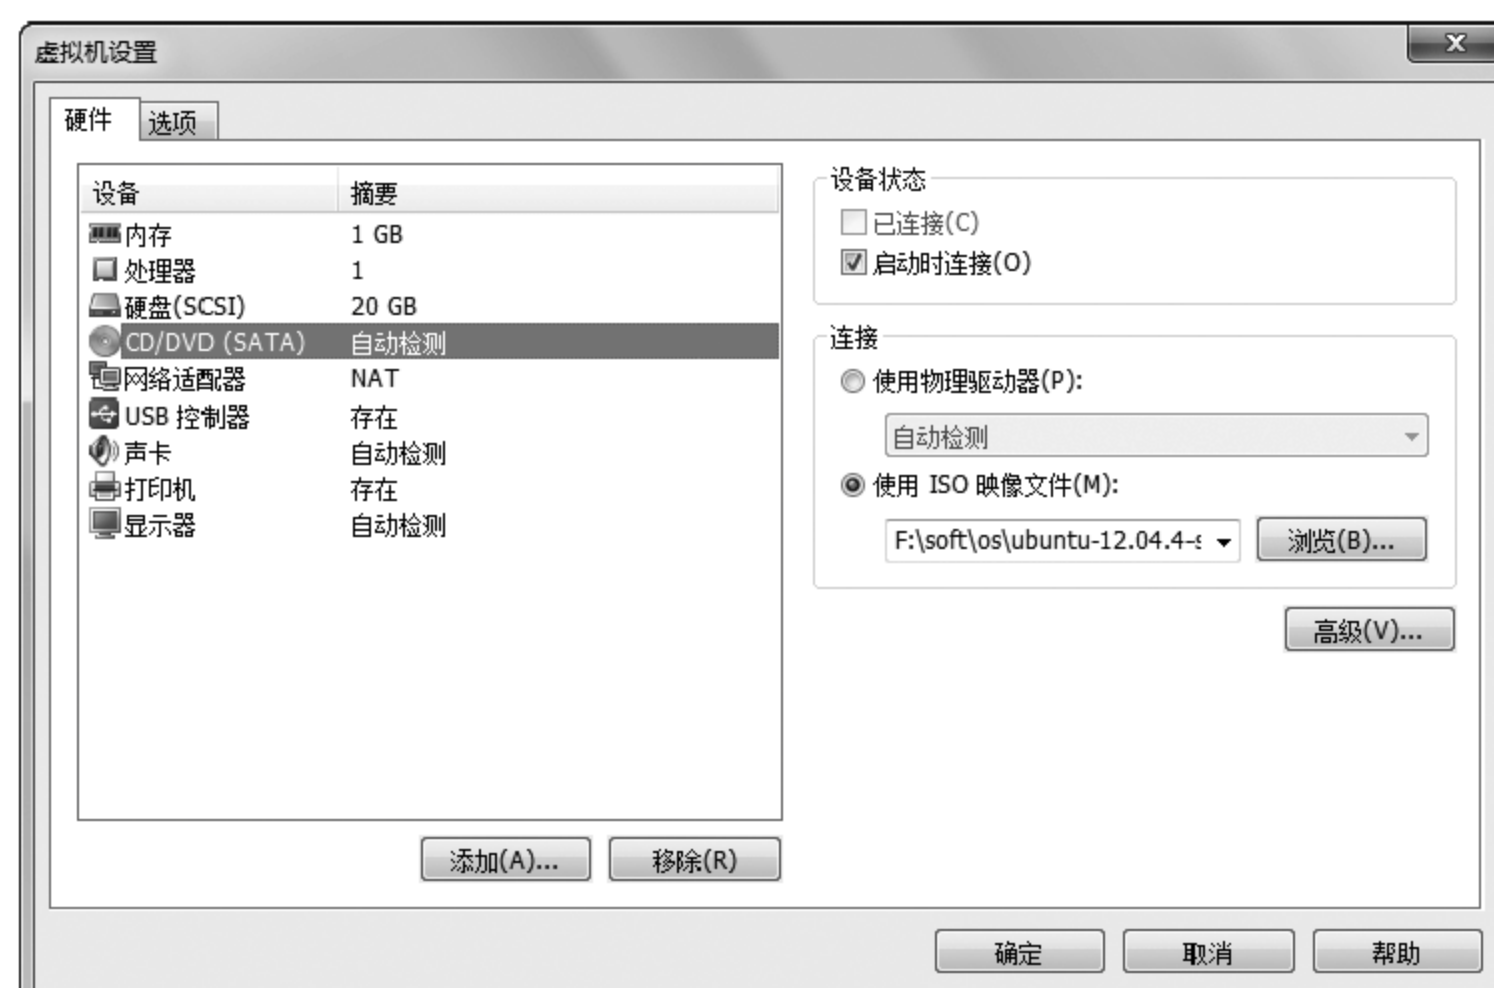 虚拟机设置
硬件 选项
设备 摘要
内存 1 GB
处理器 1
硬盘(SCSI) 20 GB
CD/DVD (SATA) 自动检测
网络适配器 NAT
USB 控制器 存在
声卡 自动检测
打印机 存在
显示器 自动检测
添加(A)... 移除(R)
设备状态
已连接(C)
启动时连接(O)
连接
使用物理驱动器(P):
自动检测
使用 ISO 映像文件(M):
F:\soft\os\ubuntu-12.04.4-s 浏览(B)...
高级(V)...
确定 取消 帮助